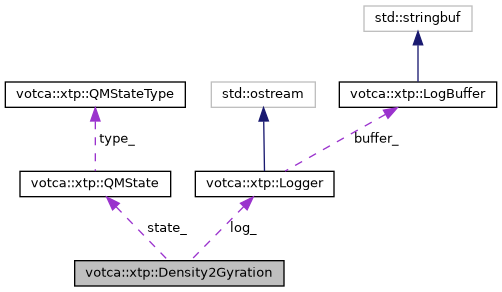 std::stringbuf
votca::xtp::QMStateType
std::ostream
votca::xtp::LogBuffer
type_
buffer_
votca::xtp::QMState
votca::xtp::Logger
state_
log_
votca::xtp::Density2Gyration